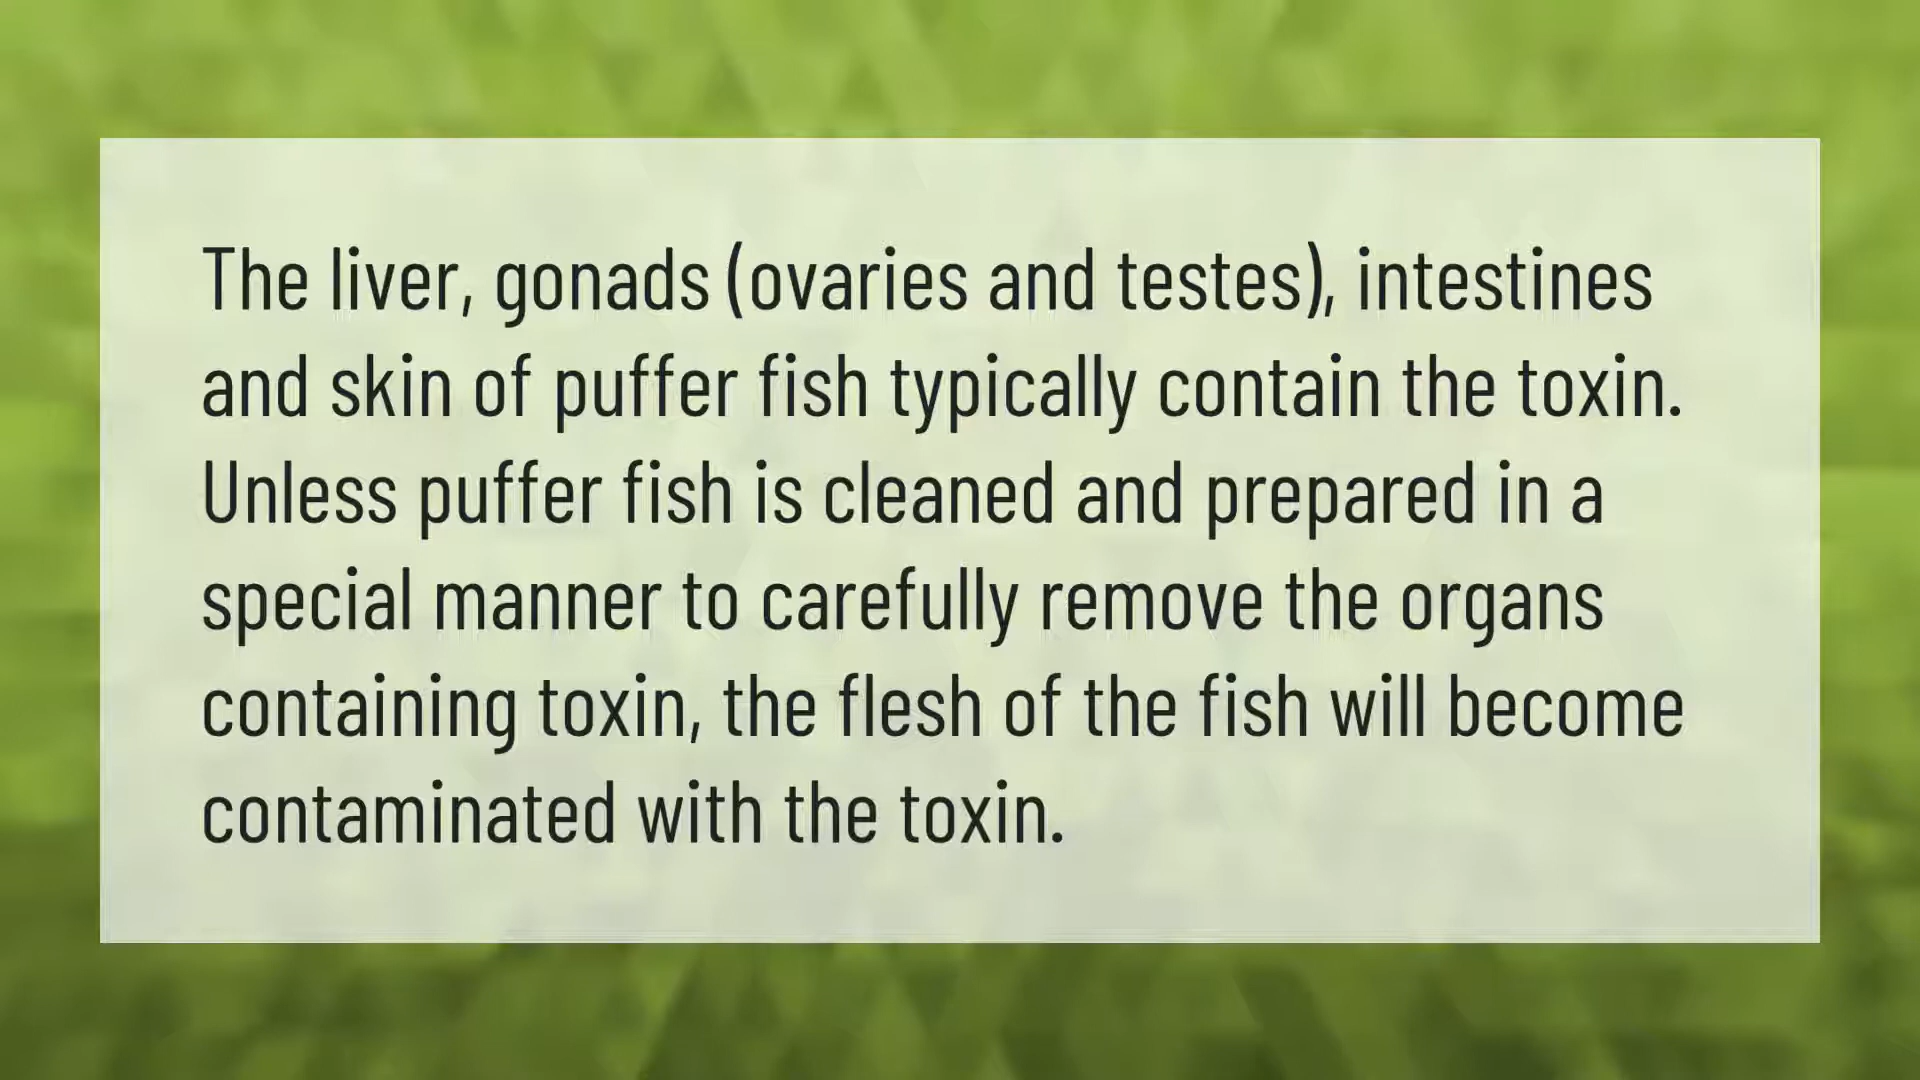 The liver, gonads (ovaries and testes), intestines
and skin of puffer fish typically contain the toxin.
Unless puffer fish is cleaned and prepared in a
special manner to carefully remove the organs
containing toxin, the flesh of the fish will become
contaminated with the toxin.